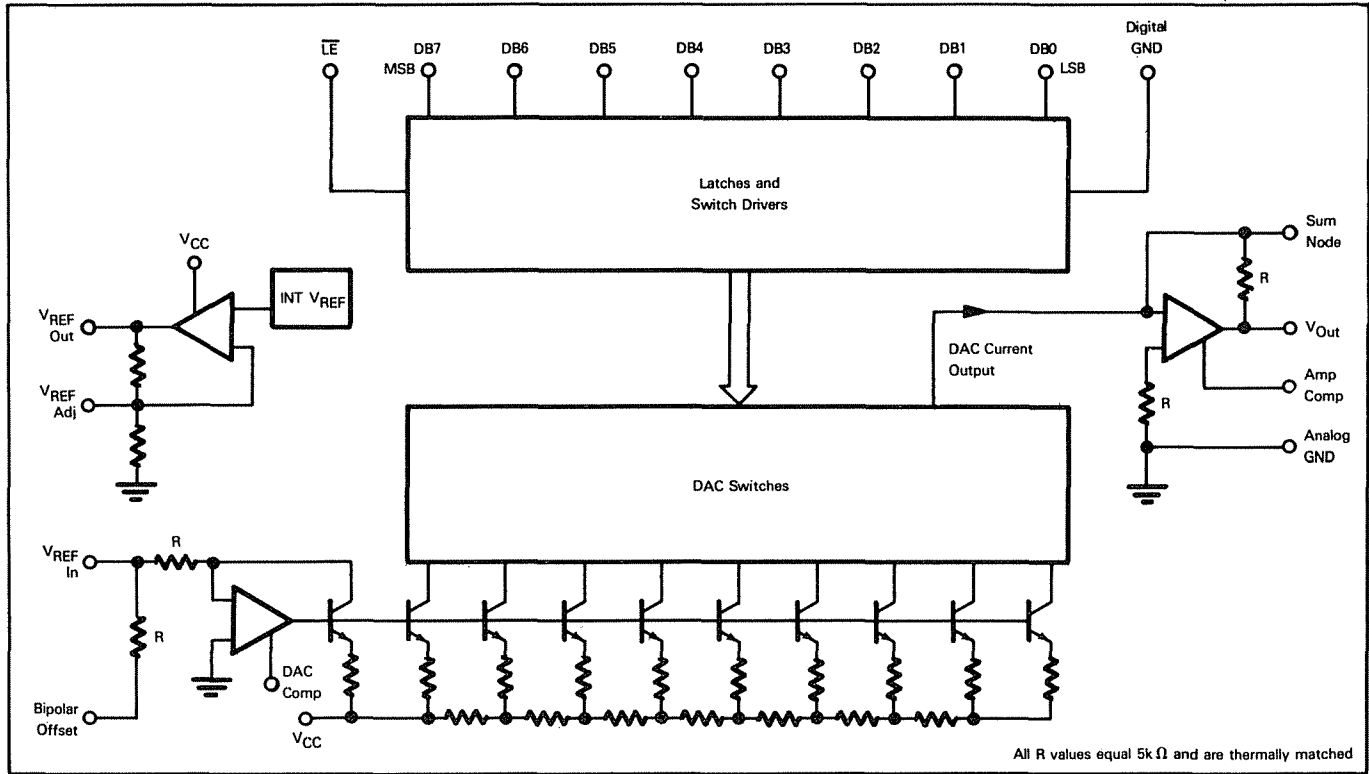 LE
DB7
DB6
DB5
DB4
DB3
DB2
DB1
DB0
Digital
GND
MSB
LSB
Latches and
Switch Drivers
VCC
INT VREF
VREF
Out
VREF
Adj
Sum
Node
R
VOut
DAC Current
Output
Amp
Comp
R
Analog
GND
DAC Switches
VREF
In
R
R
DAC
Comp
Bipolar
Offset
VCC
All R values equal 5k Ω and are thermally matched